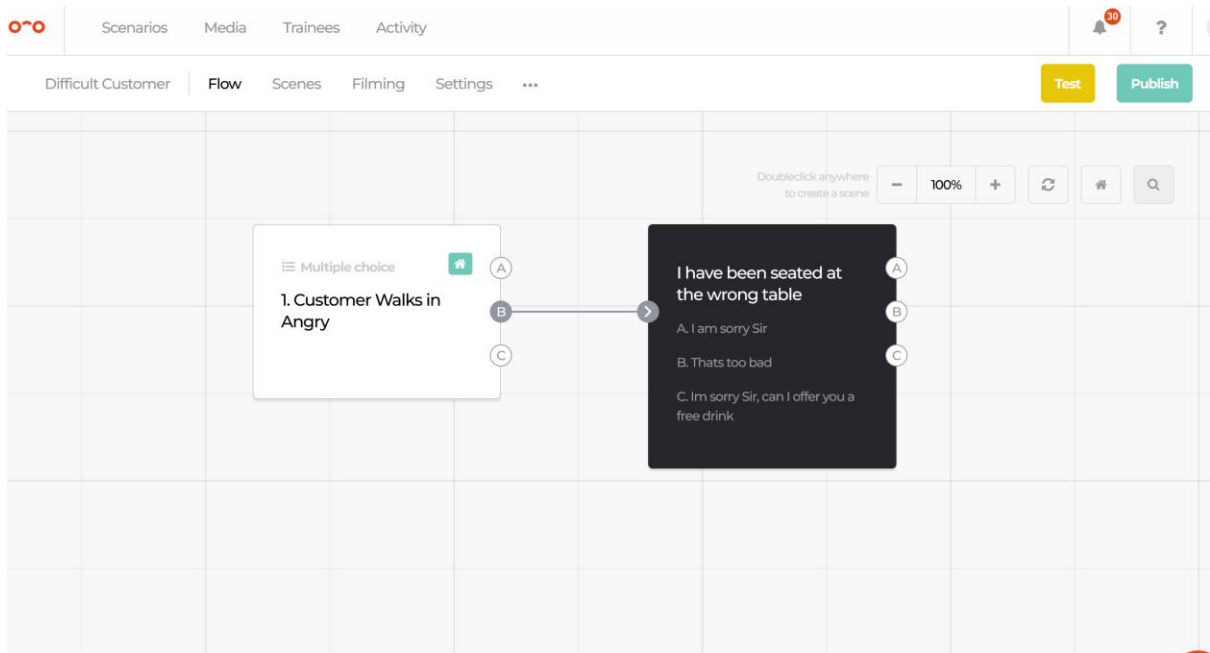 Scenarios Media Trainees Activity 30 ?
Difficult Customer Flow Scenes Filming Settings ••• Test Publish
Doubleclick anywhere
to create a scene
− 100% +
Multiple choice A
1. Customer Walks in
Angry
B
C
I have been seated at
the wrong table
A. I am sorry Sir
B. Thats too bad
C. Im sorry Sir, can I offer you a
free drink
A
B
C